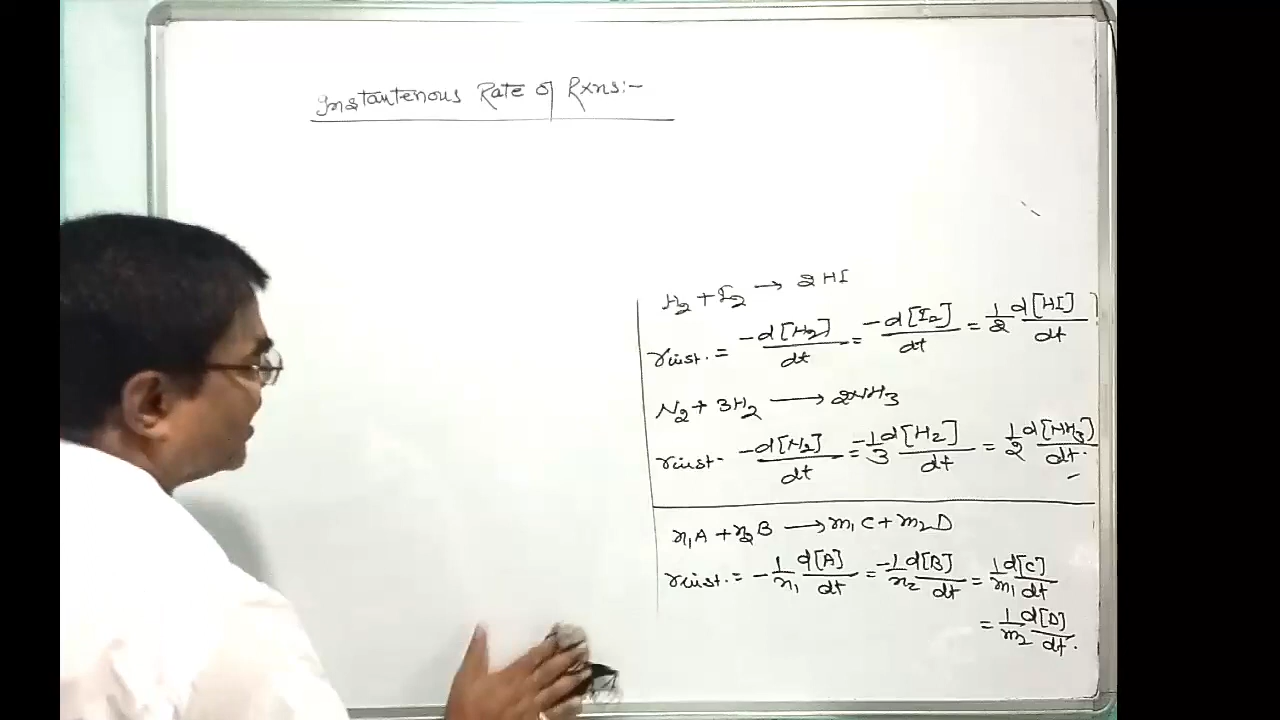 Instantenous Rate of Rxns:-
H₂ + I₂ → 2HI
rinst. = -d[H₂]/dt = -d[I₂]/dt = 1/2 d[HI]/dt
N₂ + 3H₂ → 2NH₃
rinst - -d[N₂]/dt = -1/3 d[H₂]/dt = 1/2 d[NH₃]/dt.
n₁A + n₂B → m₁C + m₂D
rinst. = -1/n₁ d[A]/dt = -1/n₂ d[B]/dt = 1/m₁ d[C]/dt
= 1/m₂ d[D]/dt.